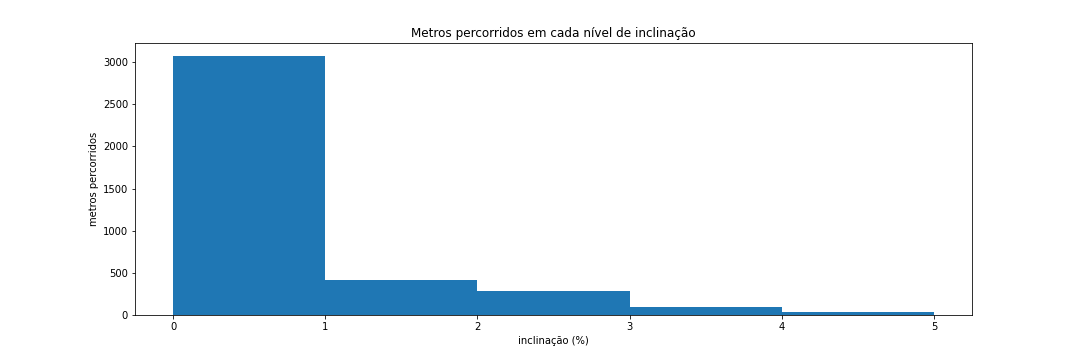 Metros percorridos em cada nível de inclinação
3000
2500
2000
1500
1000
500
0
metros percorridos
0 1 2 3 4 5
inclinação (%)